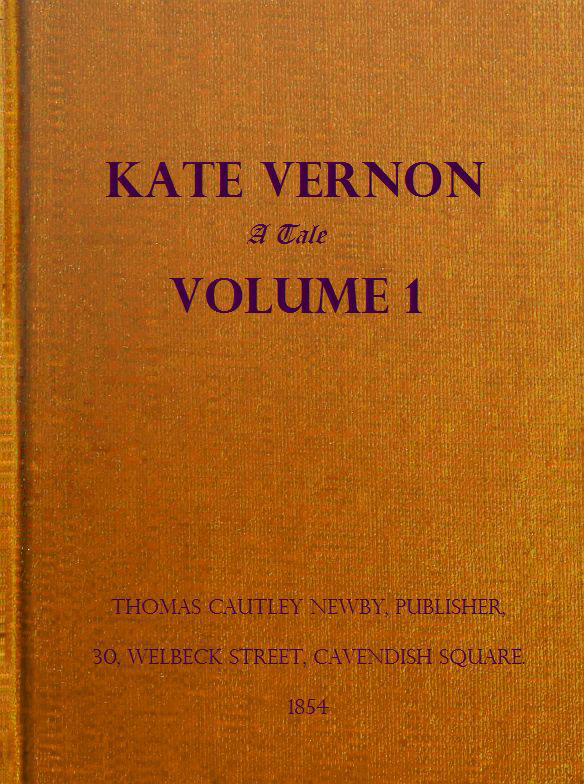 KATE VERNON
A Tale
VOLUME 1
THOMAS CAUTLEY NEWBY, PUBLISHER,
30, WELBECK STREET, CAVENDISH SQUARE.
1854